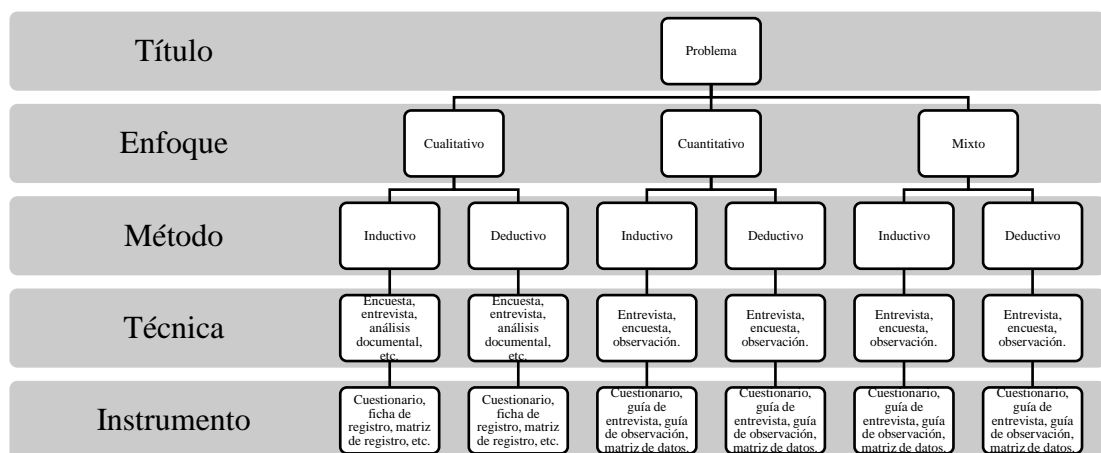 Título
Problema
Enfoque
Cualitativo
Cuantitativo
Mixto
Método
Inductivo
Deductivo
Inductivo
Deductivo
Inductivo
Deductivo
Técnica
Encuesta,
entrevista,
análisis
documental,
etc.
Encuesta,
entrevista,
análisis
documental,
etc.
Entrevista,
encuesta,
observación.
Entrevista,
encuesta,
observación.
Entrevista,
encuesta,
observación.
Entrevista,
encuesta,
observación.
Instrumento
Cuestionario,
ficha de
registro, matriz
de registro, etc.
Cuestionario,
ficha de
registro, matriz
de registro, etc.
Cuestionario,
guía de
entrevista, guía
de observación,
matriz de datos.
Cuestionario,
guía de
entrevista, guía
de observación,
matriz de datos.
Cuestionario,
guía de
entrevista, guía
de observación,
matriz de datos.
Cuestionario,
guía de
entrevista, guía
de observación,
matriz de datos.